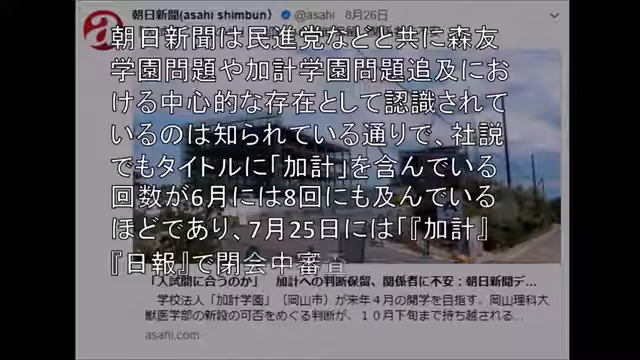 朝日新聞(asahi shimbun) @asahi 8月26日
朝日新聞は民進党などと共に森友
学園問題や加計学園問題追及にお
ける中心的な存在として認識されて
いるのは知られている通りで、社説
でもタイトルに「加計」を含んでいる
回数が6月には8回にも及んでいる
ほどであり、7月25日には「『加計』
『日報』で閉会中審査
「入試間に合うのか」 加計への判断保留、関係者に不安：朝日新聞デ...
学校法人「加計学園」（岡山市）が来年４月の開学を目指す、岡山理科大
獣医学部の新設の可否をめぐる判断が、１０月下旬まで持ち越される...
asahi.com